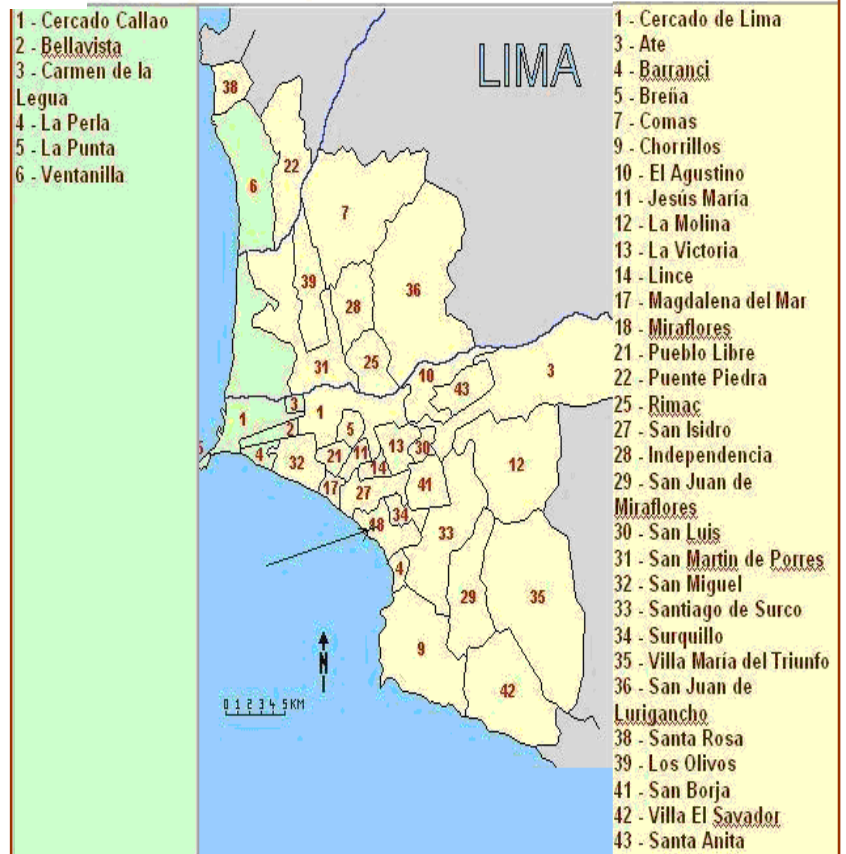 1 - Cercado Callao
2 - Bellavista
3 - Carmen de la
Legua
4 - La Perla
5 - La Punta
6 - Ventanilla
LIMA
38
22
6
7
39
36
28
31
25
10
3
43
3
1
1
5
2
13
30
4
32
21
11
14
12
5
17
27
41
34
18
33
4
29
35
9
42
N
0 1 2 3 4 5KM
1 - Cercado de Lima
3 - Ate
4 - Barranci
5 - Breña
7 - Comas
9 - Chorrillos
10 - El Agustino
11 - Jesús María
12 - La Molina
13 - La Victoria
14 - Lince
17 - Magdalena del Mar
18 - Miraflores
21 - Pueblo Libre
22 - Puente Piedra
25 - Rimac
27 - San Isidro
28 - Independencia
29 - San Juan de
Miraflores
30 - San Luis
31 - San Martin de Porres
32 - San Miguel
33 - Santiago de Surco
34 - Surquillo
35 - Villa María del Triunfo
36 - San Juan de
Lurigancho
38 - Santa Rosa
39 - Los Olivos
41 - San Borja
42 - Villa El Savador
43 - Santa Anita